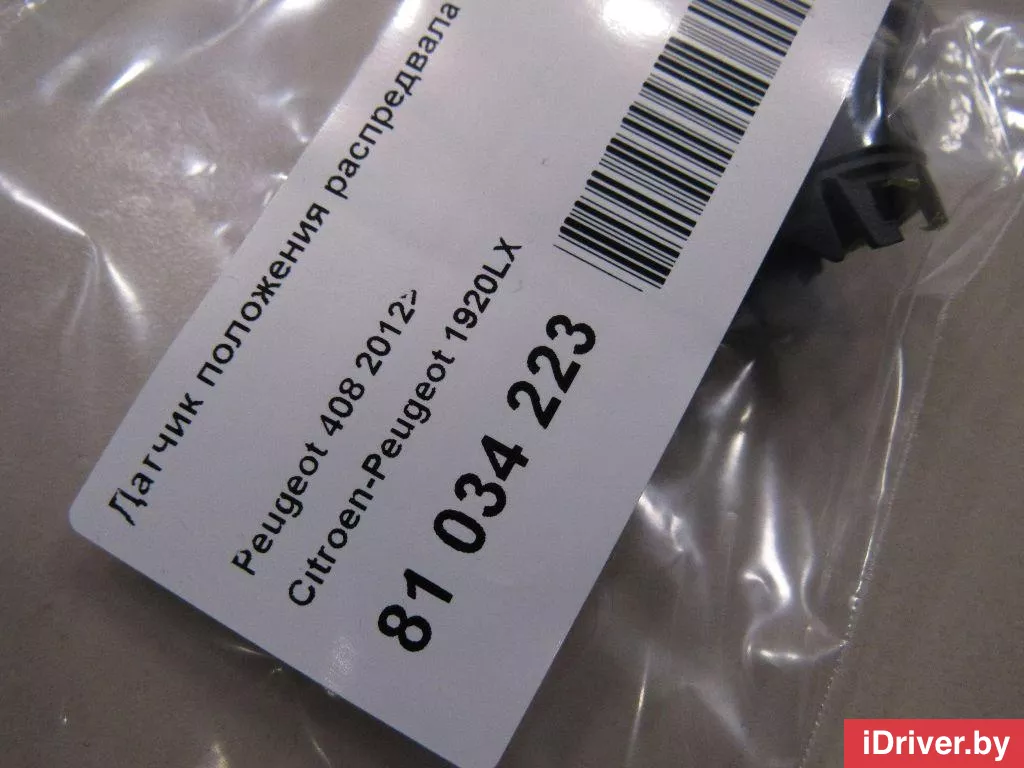 Датчик положения распредвала
Peugeot 408 2012>
Citroen-Peugeot 1920LX
81 034 223
iDriver.by